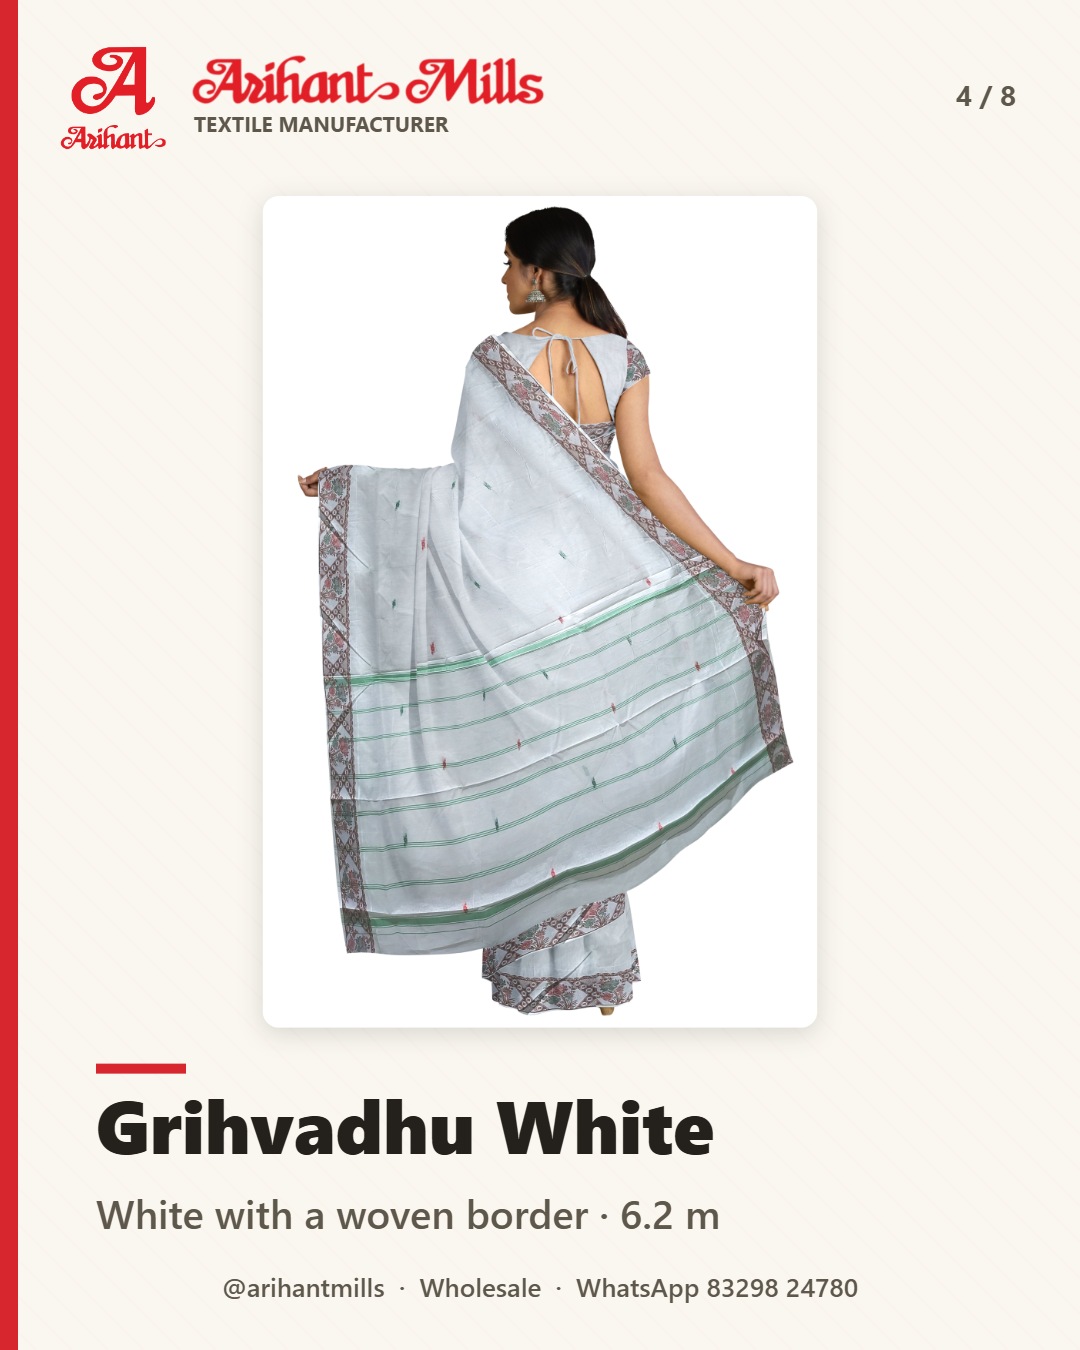 A
Arihant
Arihant Mills
TEXTILE MANUFACTURER
4 / 8
Grihvadhu White
White with a woven border · 6.2 m
@arihantmills · Wholesale · WhatsApp 83298 24780